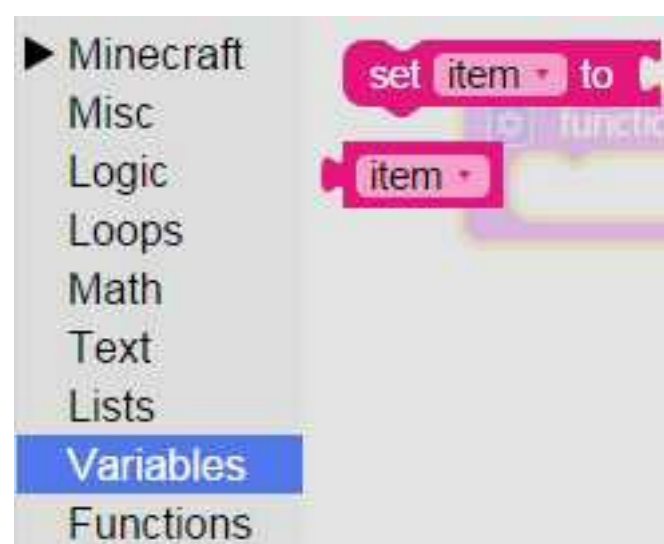 Minecraft
Misc
Logic
Loops
Math
Text
Lists
Variables
Functions
set item to
item